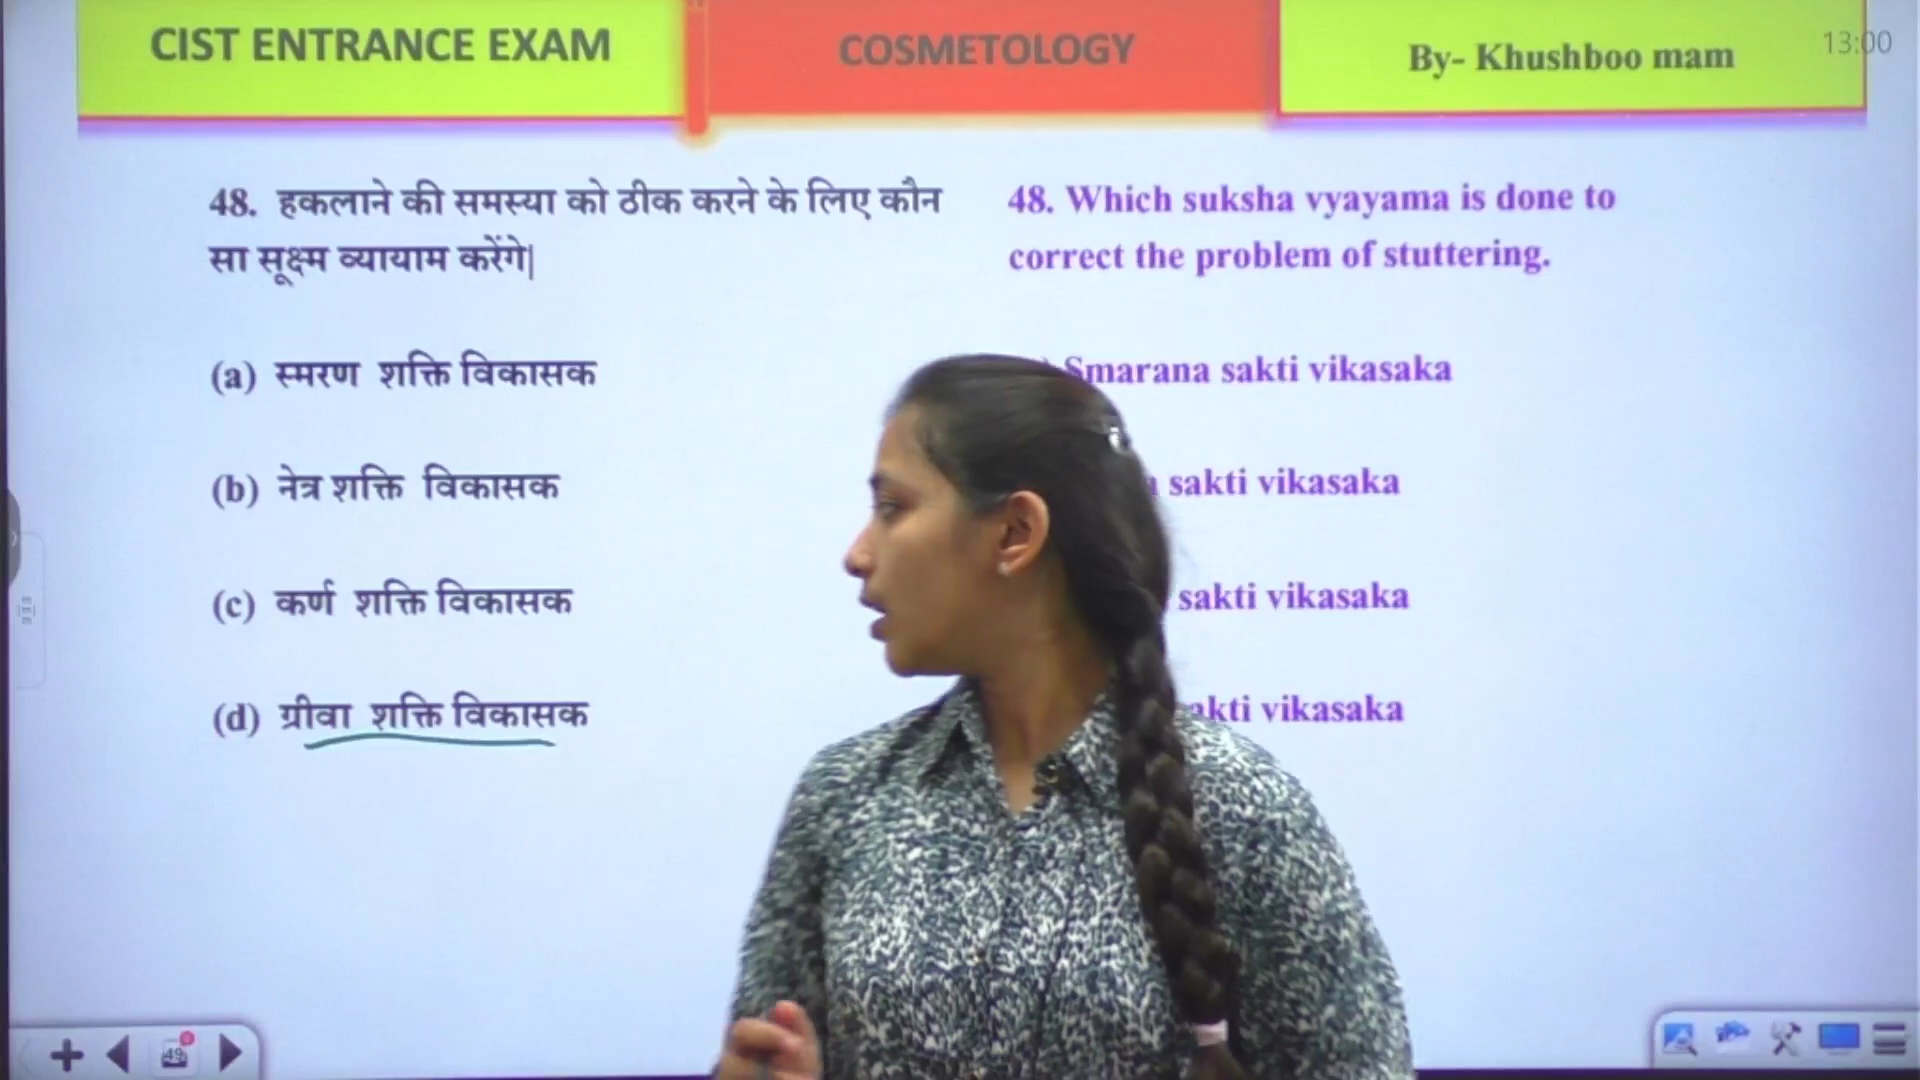 CIST ENTRANCE EXAM
COSMETOLOGY
By- Khushboo mam
13:00
48. हकलाने की समस्या को ठीक करने के लिए कौन
सा सूक्ष्म व्यायाम करेंगे|
(a) स्मरण शक्ति विकासक
(b) नेत्र शक्ति विकासक
(c) कर्ण शक्ति विकासक
(d) ग्रीवा शक्ति विकासक
48. Which suksha vyayama is done to
correct the problem of stuttering.
Smarana sakti vikasaka
sakti vikasaka
sakti vikasaka
vikasaka
49